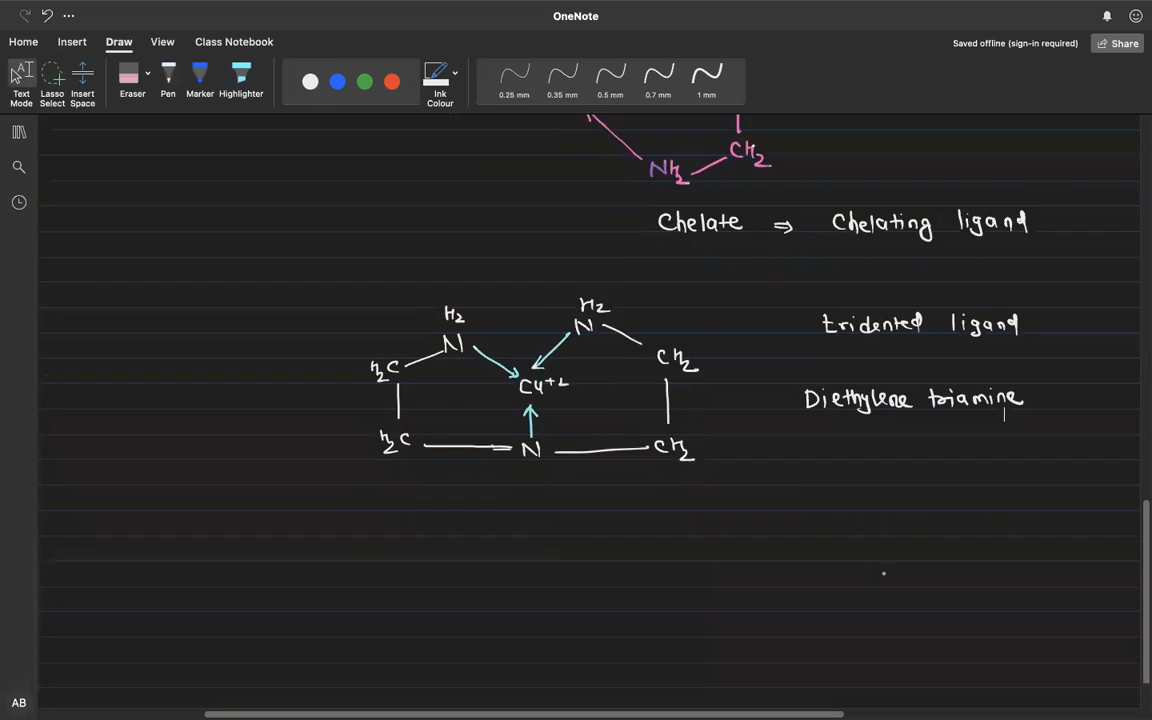 OneNote
Home Insert Draw View Class Notebook
Saved offline (sign-in required)
Share
Text Mode
Lasso Select
Insert Space
Eraser
Pen
Marker
Highlighter
Ink Colour
0.25 mm
0.35 mm
0.5 mm
0.7 mm
1 mm
CH2
NH2
Chelate ⇒ Chelating ligand
H2 H2
N N
tridented ligand
H2C CH2
Cu++
Diethylene triamine
H2C N CH2
AB